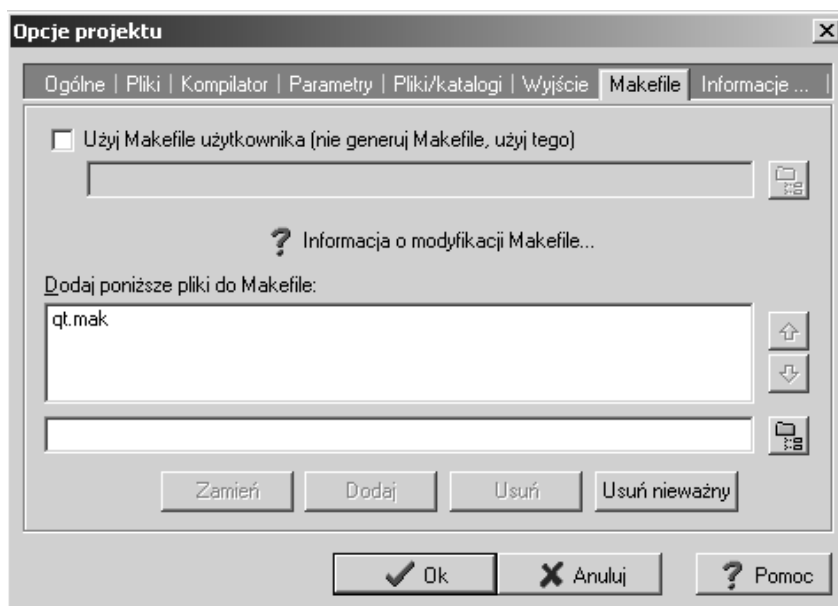 Opcje projektu
Ogólne | Pliki | Kompilator | Parametry | Pliki/katalogi | Wyjście Makefile Informacje ... |
Użyj Makefile użytkownika (nie generuj Makefile, użyj tego)
? Informacja o modyfikacji Makefile...
Dodaj poniższe pliki do Makefile:
qt.mak
Zamień Dodaj Usuń Usuń nieważny
Ok Anuluj ? Pomoc